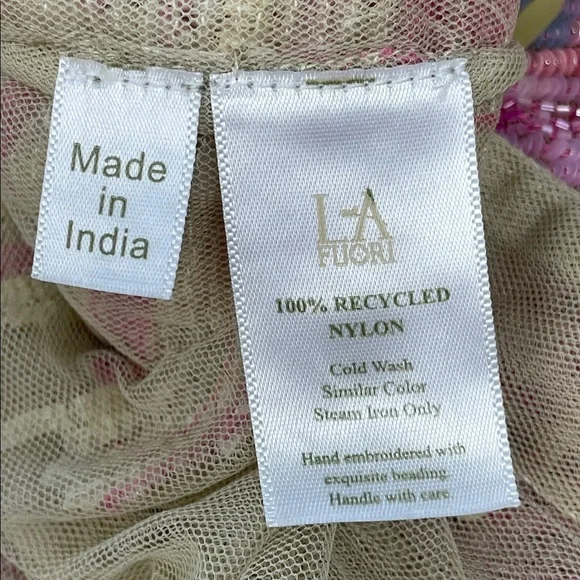 Made
in
India
L-A
FUORI
100% RECYCLED
NYLON
Cold Wash
Similar Color
Steam Iron Only
Hand embroidered with
exquisite beading.
Handle with care.